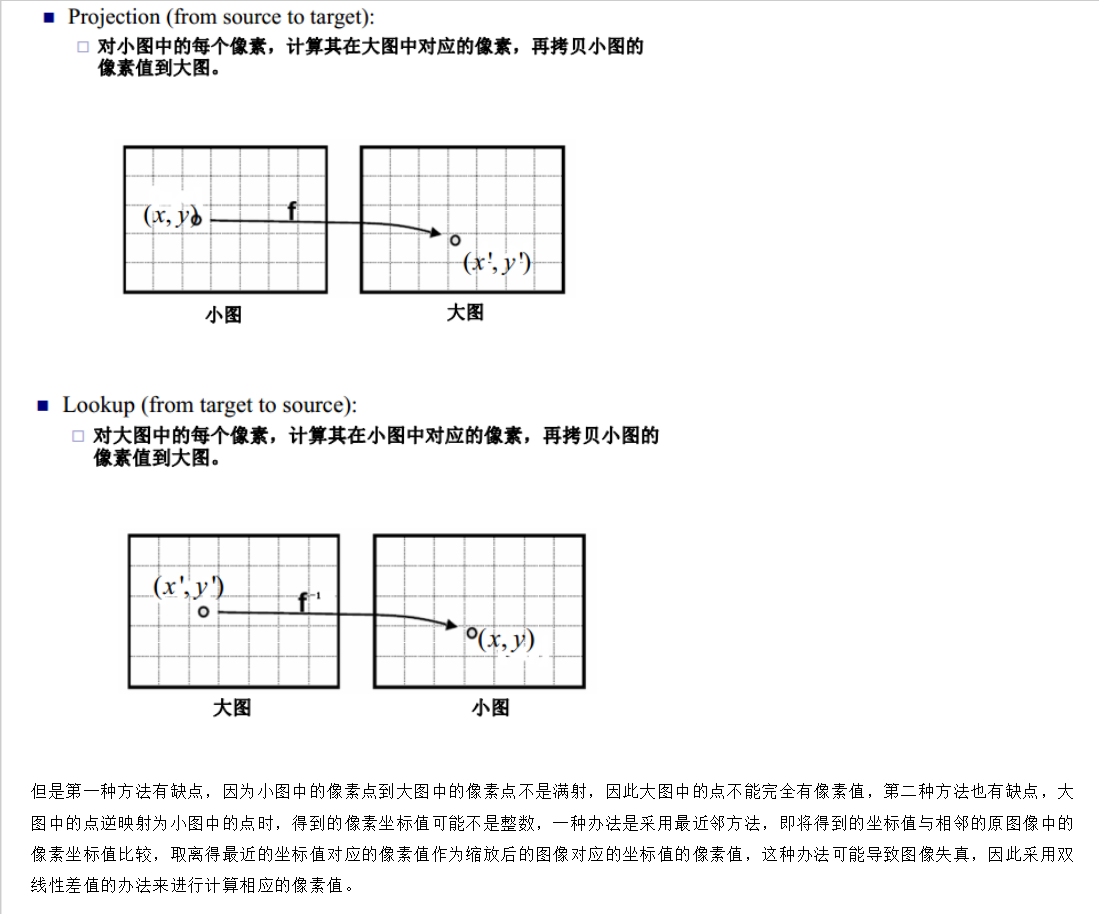 Projection (from source to target):
对小图中的每个像素，计算其在大图中对应的像素，再拷贝小图的
像素值到大图。
(x, y)
f
(x', y')
小图
大图
Lookup (from target to source):
对大图中的每个像素，计算其在小图中对应的像素，再拷贝小图的
像素值到大图。
(x', y')
f⁻¹
(x, y)
大图
小图
但是第一种方法有缺点，因为小图中的像素点到大图中的像素点不是满射，因此大图中的点不能完全有像素值，第二种方法也有缺点，大
图中的点逆映射为小图中的点时，得到的像素坐标值可能不是整数，一种办法是采用最近邻方法，即将得到的坐标值与相邻的原图像中的
像素坐标值比较，取离得最近的坐标值对应的像素值作为缩放后的图像对应的坐标值的像素值，这种办法可能导致图像失真，因此采用双
线性差值的办法来进行计算相应的像素值。